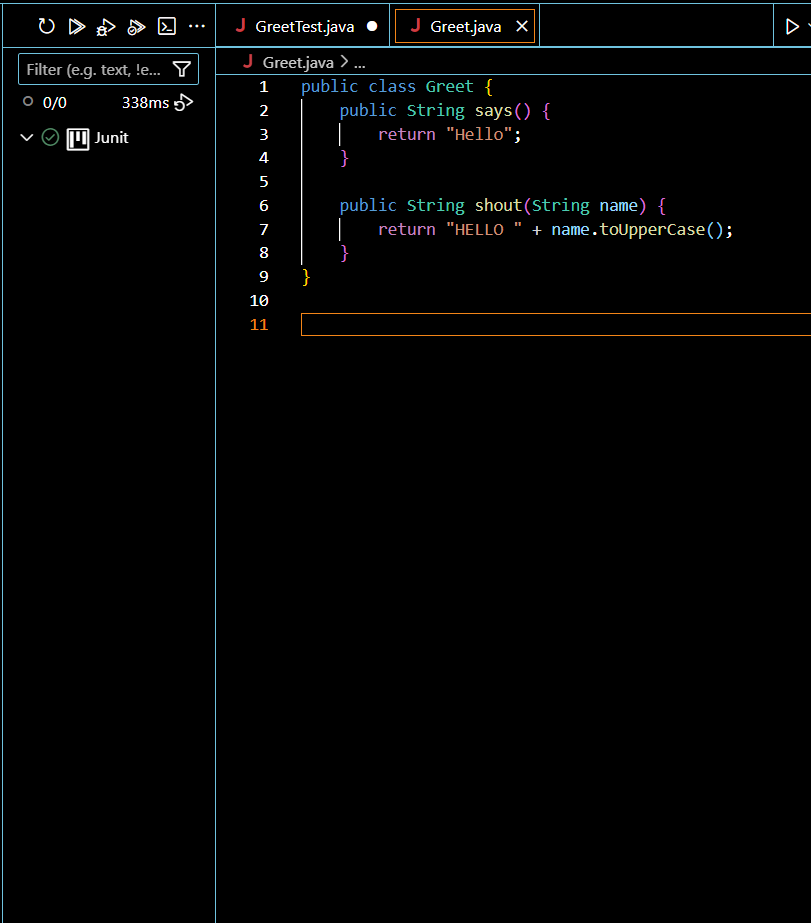 GreetTest.java
Greet.java
Filter (e.g. text, !e...
0/0 338ms
Junit
Greet.java > ...
1 public class Greet {
2     public String says() {
3         return "Hello";
4     }
5
6     public String shout(String name) {
7         return "HELLO " + name.toUpperCase();
8     }
9 }
10
11